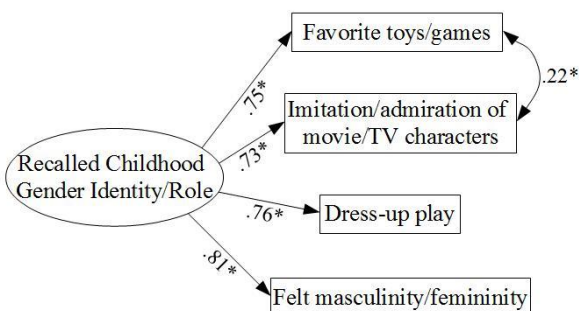 Favorite toys/games
.75*
.22*
Imitation/admiration of
movie/TV characters
.73*
Recalled Childhood
Gender Identity/Role
.76*
Dress-up play
.81*
Felt masculinity/femininity